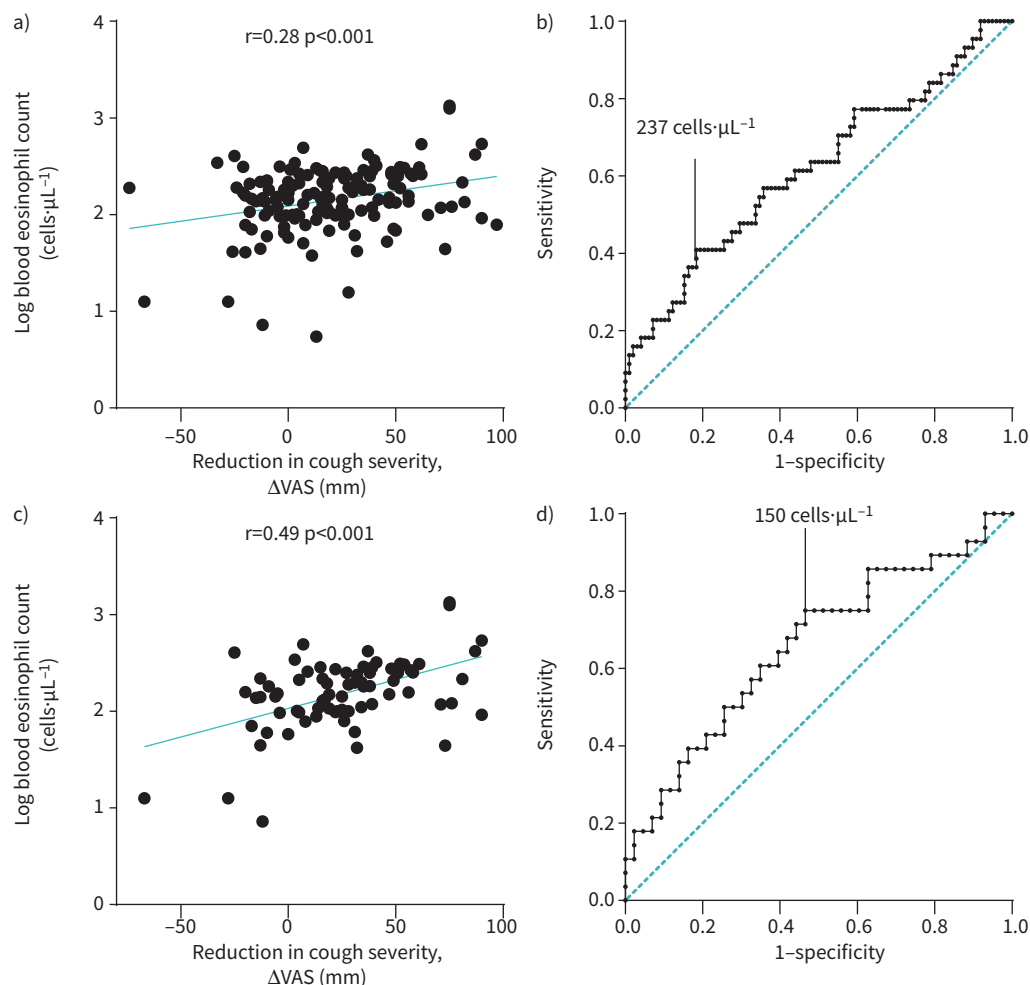 a)
r=0.28 p<0.001
Log blood eosinophil count
(cells·µL⁻¹)
4
3
2
1
0
−50
0
50
100
Reduction in cough severity,
ΔVAS (mm)
b)
237 cells·µL⁻¹
Sensitivity
1.0
0.8
0.6
0.4
0.2
0.0
0.0
0.2
0.4
0.6
0.8
1.0
1−specificity
c)
r=0.49 p<0.001
Log blood eosinophil count
(cells·µL⁻¹)
4
3
2
1
0
−50
0
50
100
Reduction in cough severity,
ΔVAS (mm)
d)
150 cells·µL⁻¹
Sensitivity
1.0
0.8
0.6
0.4
0.2
0.0
0.0
0.2
0.4
0.6
0.8
1.0
1−specificity